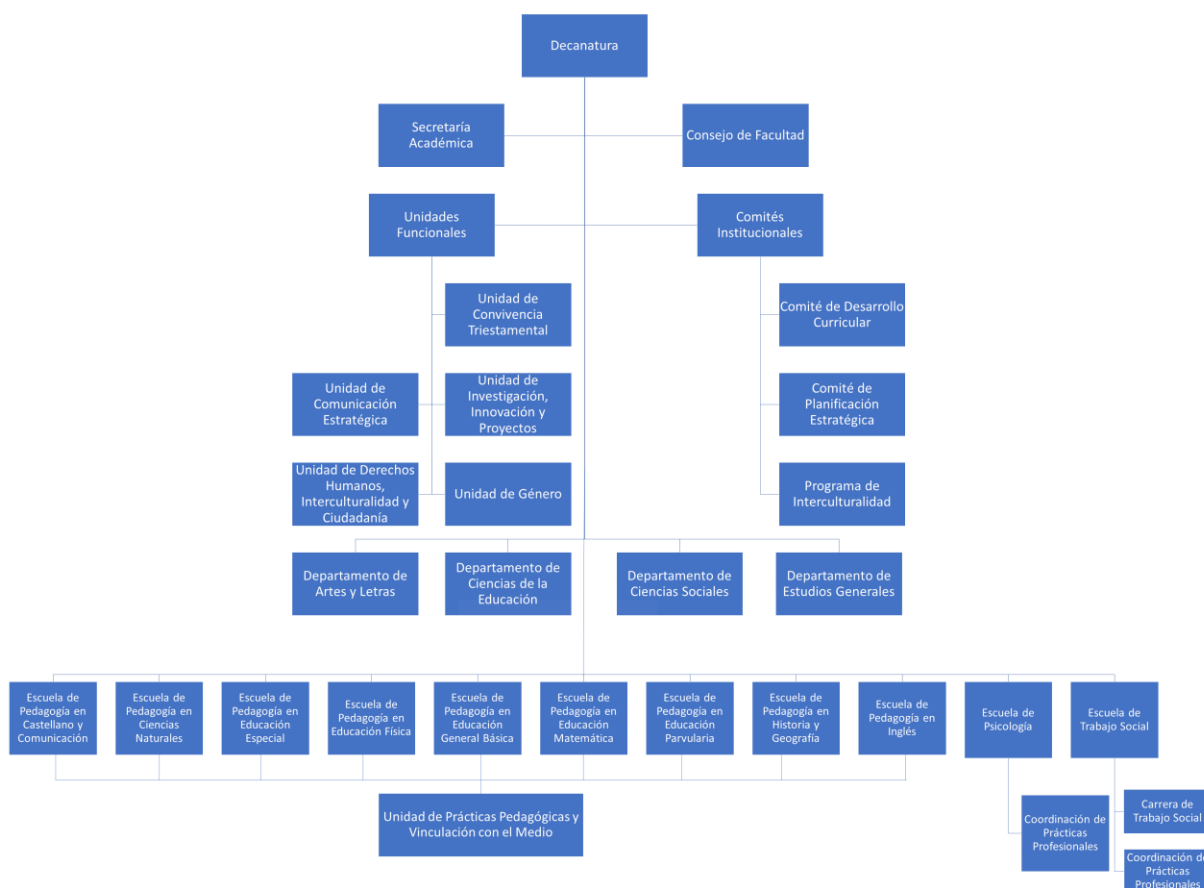 Decanatura
Secretaría
Académica
Consejo de Facultad
Unidades
Funcionales
Comités
Institucionales
Unidad de
Convivencia
Triestamental
Comité de Desarrollo
Curricular
Unidad de
Comunicación
Estratégica
Unidad de
Investigación,
Innovación y
Proyectos
Comité de
Planificación
Estratégica
Unidad de Derechos
Humanos,
Interculturalidad y
Ciudadanía
Unidad de Género
Programa de
Interculturalidad
Departamento de
Artes y Letras
Departamento de
Ciencias de la
Educación
Departamento de
Ciencias Sociales
Departamento de
Estudios Generales
Escuela de
Pedagogía en
Castellano y
Comunicación
Escuela de
Pedagogía en
Ciencias
Naturales
Escuela de
Pedagogía en
Educación
Especial
Escuela de
Pedagogía en
Educación Física
Escuela de
Pedagogía en
Educación
General Básica
Escuela de
Pedagogía en
Educación
Matemática
Escuela de
Pedagogía en
Educación
Parvularia
Escuela de
Pedagogía en
Historia y
Geografía
Escuela de
Pedagogía en
Inglés
Escuela de
Psicología
Escuela de
Trabajo Social
Unidad de Prácticas Pedagógicas y
Vinculación con el Medio
Coordinación de
Prácticas
Profesionales
Carrera de
Trabajo Social
Coordinación de
Prácticas
Profesionales